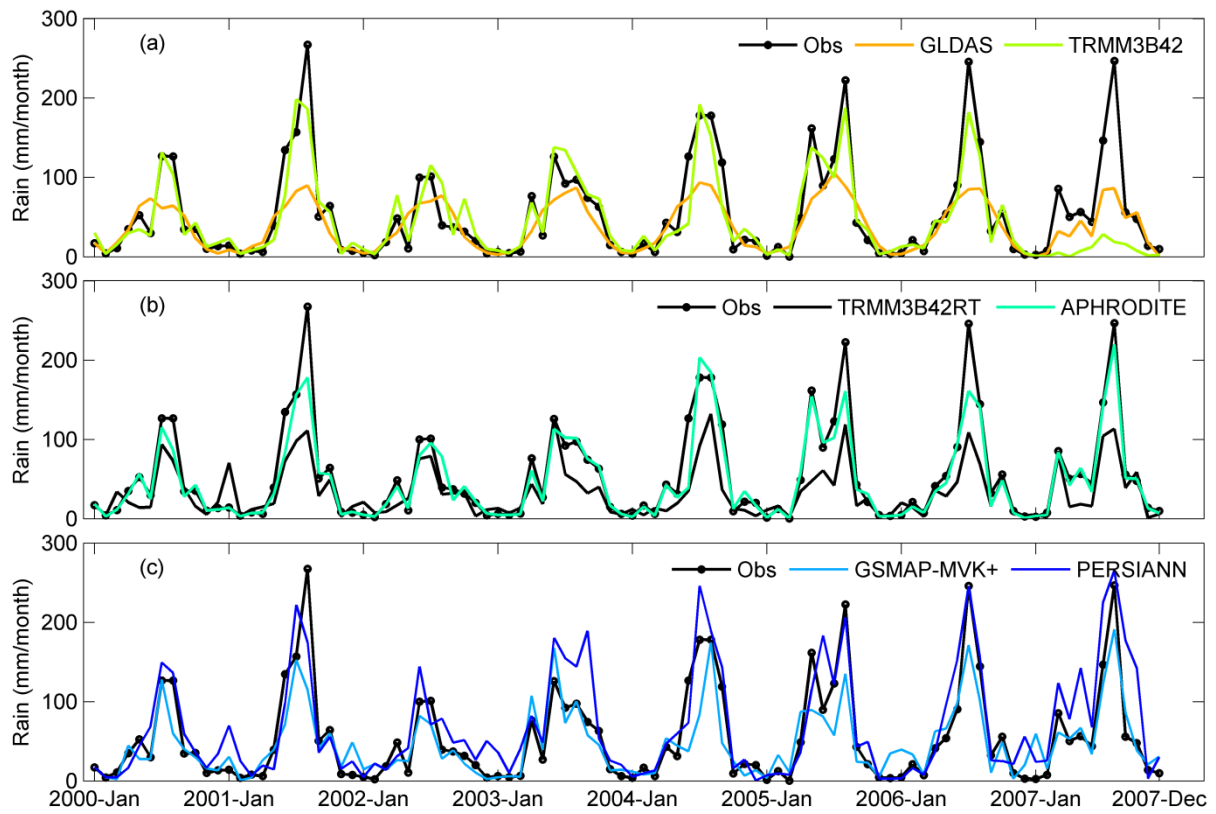 300
(a)
Obs GLDAS TRMM3B42
200
Rain (mm/month)
100
0
300
(b)
Obs TRMM3B42RT APHRODITE
200
Rain (mm/month)
100
0
300
(c)
Obs GSMAP-MVK+ PERSIANN
200
Rain (mm/month)
100
0
2000-Jan 2001-Jan 2002-Jan 2003-Jan 2004-Jan 2005-Jan 2006-Jan 2007-Jan 2007-Dec